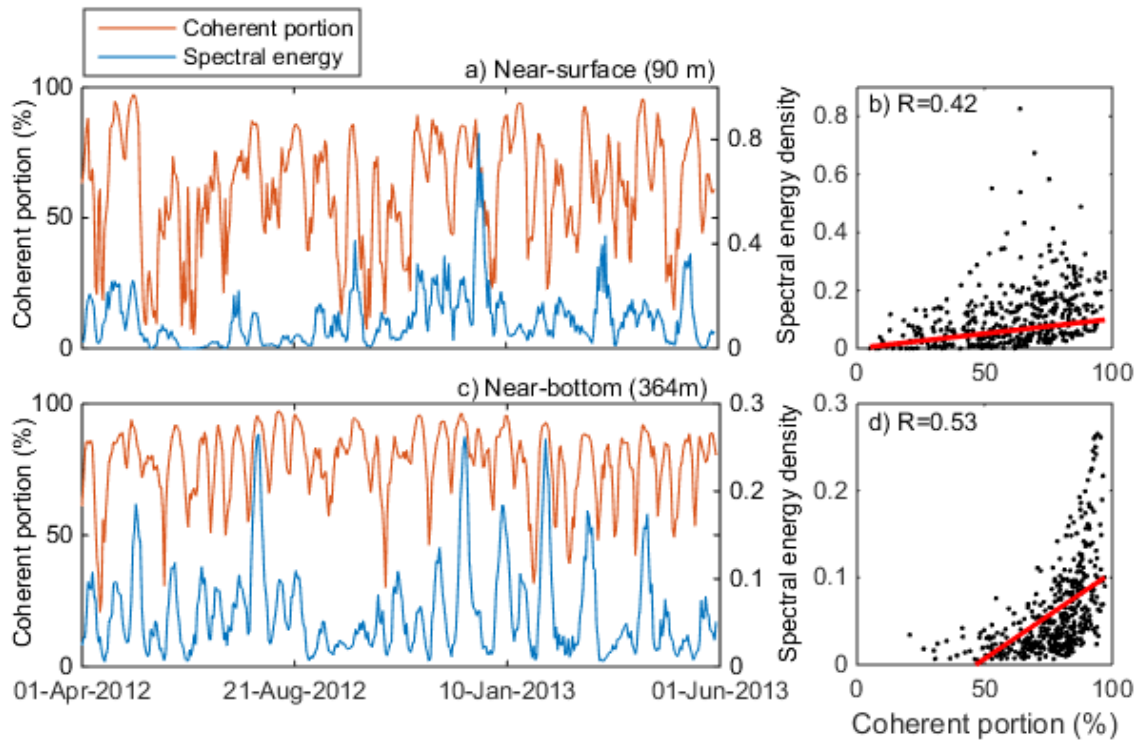 Coherent portion
Spectral energy
a) Near-surface (90 m)
Coherent portion (%)
100
50
0
0.8
0.4
0
b) R=0.42
Spectral energy density
0.8
0.6
0.4
0.2
0
0 50 100
c) Near-bottom (364m)
Coherent portion (%)
100
50
0
0.3
0.2
0.1
0
01-Apr-2012 21-Aug-2012 10-Jan-2013 01-Jun-2013
d) R=0.53
Spectral energy density
0.3
0.2
0.1
0
0 50 100
Coherent portion (%)